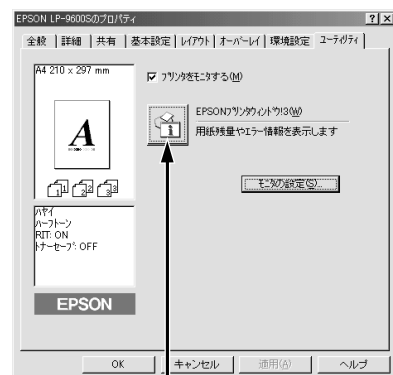 EPSON LP-9600Sのプロパティ
? ×
全般 詳細 共有 基本設定 レイアウト オーバーレイ 環境設定 ユーティリティ
A4 210 x 297 mm
プリンタをモニタする(M)
EPSONプリンタウィンドウ!3(W)
用紙残量やエラー情報を表示します
A
1 2 3
モニタの設定(S)...
ハヤイ
ハーフトーン
RIT: ON
トナーセーブ: OFF
EPSON
OK キャンセル 適用(A) ヘルプ